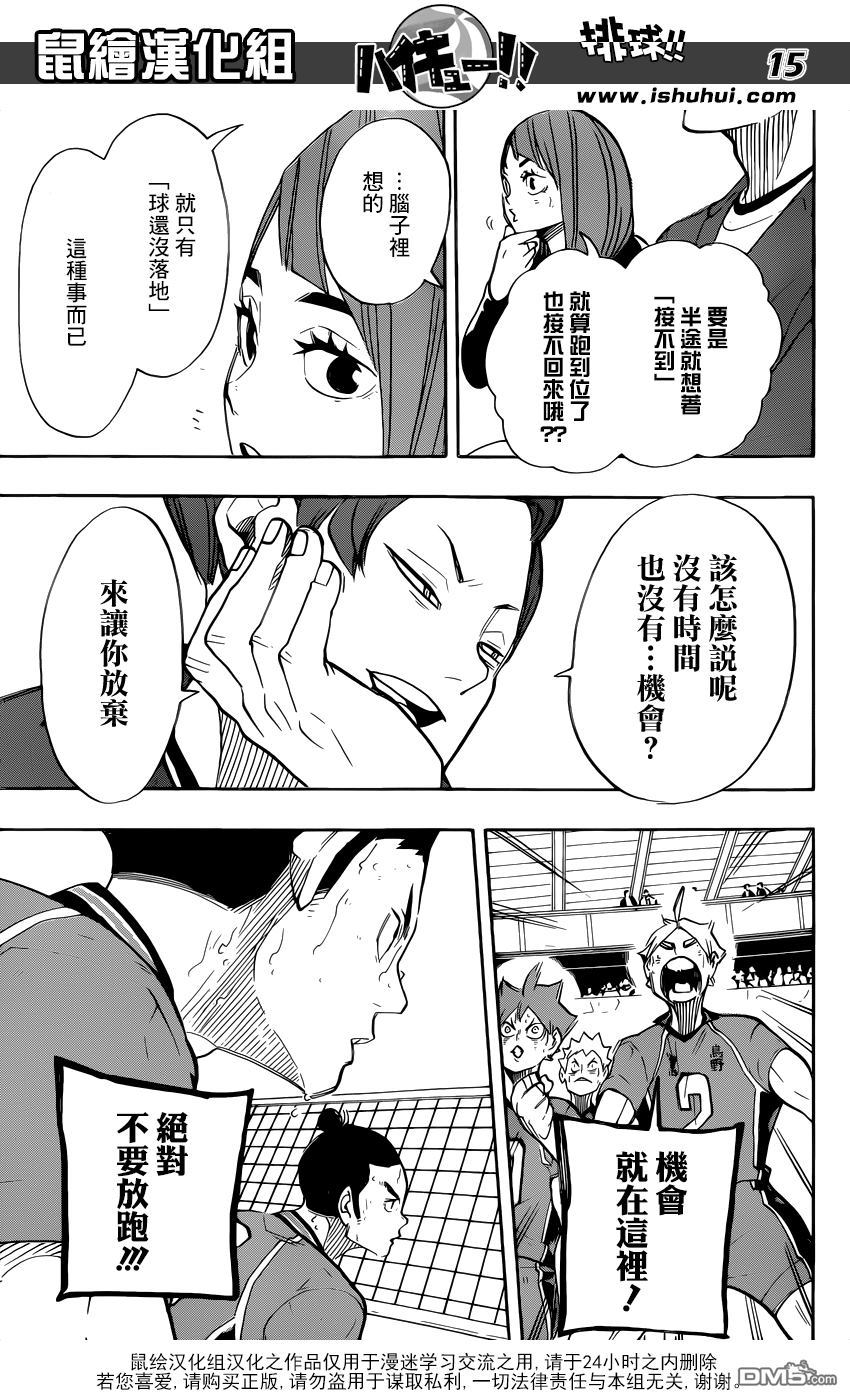 鼠繪漢化組
ハイキュー!!
排球!!
15
www.ishuhui.com
要是
半途就想著
「接不到」
就算跑到位了
也接不回來哦??
…腦子裡
想的
就只有
「球還沒落地」
這種事而已
該怎麼說呢
沒有時間
也沒有…機會?
來讓你放棄
烏野
2
機會
就在這裡!
絕對
不要放跑!!!
鼠绘汉化组汉化之作品仅用于漫迷学习交流之用, 请于24小时之内删除
若您喜爱, 请购买正版, 请勿用于谋取私利, 一切法律责任与本组无关, 谢谢。
DM5.com